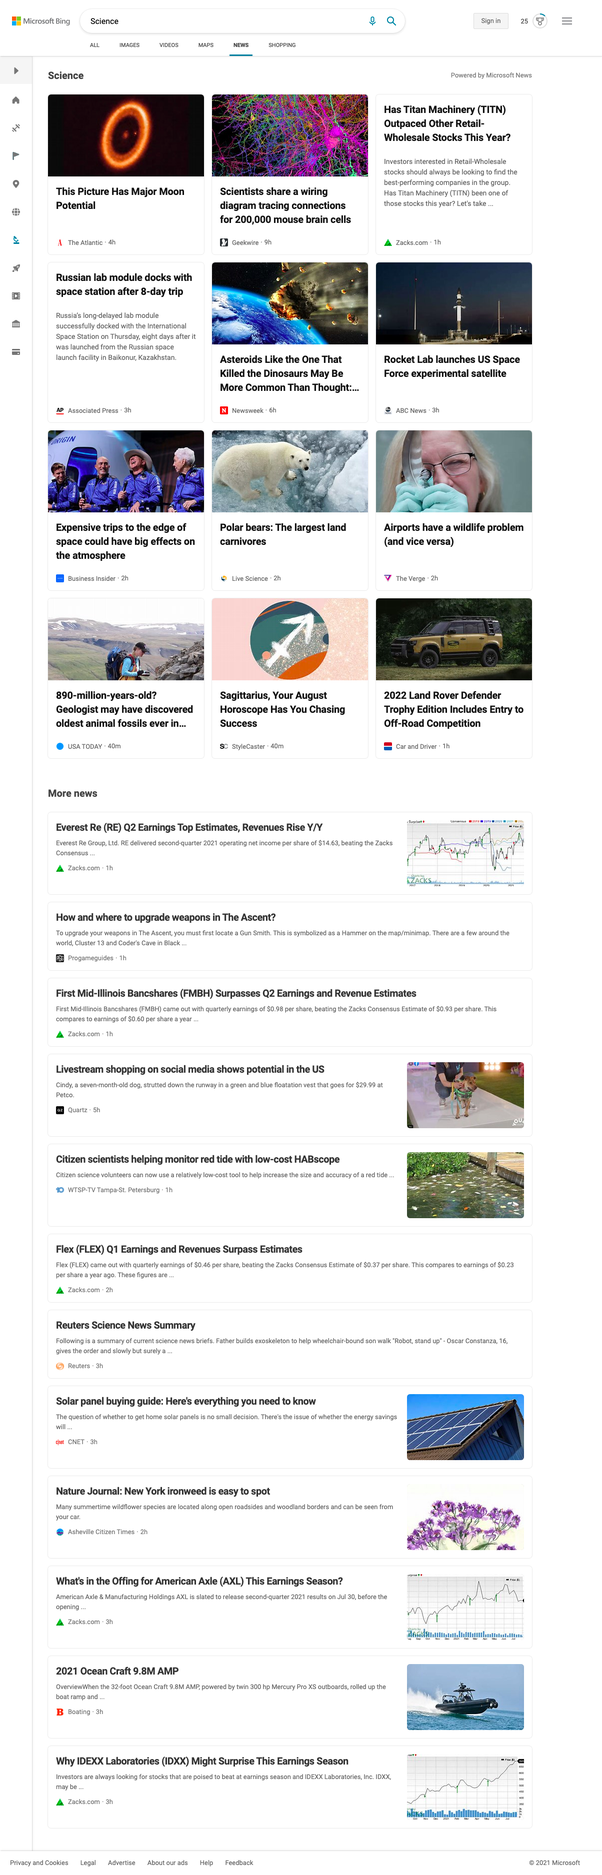 Microsoft Bing
Science
Sign in
25
ALL
IMAGES
VIDEOS
MAPS
NEWS
SHOPPING
Science
Powered by Microsoft News
This Picture Has Major Moon
Potential
The Atlantic · 4h
Scientists share a wiring
diagram tracing connections
for 200,000 mouse brain cells
Geekwire · 9h
Has Titan Machinery (TITN)
Outpaced Other Retail-
Wholesale Stocks This Year?
Investors interested in Retail-Wholesale
stocks should always be looking to find the
best-performing companies in the group.
Has Titan Machinery (TITN) been one of
those stocks this year? Let's take ...
Zacks.com · 1h
Russian lab module docks with
space station after 8-day trip
Russia's long-delayed lab module
successfully docked with the International
Space Station on Thursday, eight days after it
was launched from the Russian space
launch facility in Baikonur, Kazakhstan.
AP Associated Press · 3h
Asteroids Like the One That
Killed the Dinosaurs May Be
More Common Than Thought:...
N Newsweek · 6h
Rocket Lab launches US Space
Force experimental satellite
ABC News · 3h
ORIGIN
Expensive trips to the edge of
space could have big effects on
the atmosphere
Business Insider · 2h
Polar bears: The largest land
carnivores
Live Science · 2h
Airports have a wildlife problem
(and vice versa)
The Verge · 2h
890-million-years-old?
Geologist may have discovered
oldest animal fossils ever in...
USA TODAY · 40m
Sagittarius, Your August
Horoscope Has You Chasing
Success
SC StyleCaster · 40m
2022 Land Rover Defender
Trophy Edition Includes Entry to
Off-Road Competition
Car and Driver · 1h
More news
Everest Re (RE) Q2 Earnings Top Estimates, Revenues Rise Y/Y
Everest Re Group, Ltd. RE delivered second-quarter 2021 operating net income per share of $14.63, beating the Zacks
Consensus ...
Zacks.com · 1h
ZACKS
How and where to upgrade weapons in The Ascent?
To upgrade your weapons in The Ascent, you must first locate a Gun Smith. This is symbolized as a Hammer on the map/minimap. There are a few around the
world, Cluster 13 and Coder's Cave in Black ...
Progameguides · 1h
First Mid-Illinois Bancshares (FMBH) Surpasses Q2 Earnings and Revenue Estimates
First Mid-Illinois Bancshares (FMBH) came out with quarterly earnings of $0.98 per share, beating the Zacks Consensus Estimate of $0.93 per share. This
compares to earnings of $0.60 per share a year ...
Zacks.com · 1h
Livestream shopping on social media shows potential in the US
Cindy, a seven-month-old dog, strutted down the runway in a green and blue floatation vest that goes for $29.99 at
Petco.
Quartz · 5h
Citizen scientists helping monitor red tide with low-cost HABscope
Citizen science volunteers can now use a relatively low-cost tool to help increase the size and accuracy of a red tide ...
WTSP-TV Tampa-St. Petersburg · 1h
Flex (FLEX) Q1 Earnings and Revenues Surpass Estimates
Flex (FLEX) came out with quarterly earnings of $0.46 per share, beating the Zacks Consensus Estimate of $0.37 per share. This compares to earnings of $0.23
per share a year ago. These figures are ...
Zacks.com · 2h
Reuters Science News Summary
Following is a summary of current science news briefs. Father builds exoskeleton to help wheelchair-bound son walk "Robot, stand up" - Oscar Constanza, 16,
gives the order and slowly but surely a ...
Reuters · 3h
Solar panel buying guide: Here's everything you need to know
The question of whether to get home solar panels is no small decision. There's the issue of whether the energy savings
will ...
CNET · 3h
Nature Journal: New York ironweed is easy to spot
Many summertime wildflower species are located along open roadsides and woodland borders and can be seen from
your car.
Asheville Citizen Times · 2h
What's in the Offing for American Axle (AXL) This Earnings Season?
American Axle & Manufacturing Holdings AXL is slated to release second-quarter 2021 results on Jul 30, before the
opening ...
Zacks.com · 3h
2021 Ocean Craft 9.8M AMP
OverviewWhen the 32-foot Ocean Craft 9.8M AMP, powered by twin 300 hp Mercury Pro XS outboards, rolled up the
boat ramp and ...
B Boating · 3h
Why IDEXX Laboratories (IDXX) Might Surprise This Earnings Season
Investors are always looking for stocks that are poised to beat at earnings season and IDEXX Laboratories, Inc. IDXX,
may be ...
Zacks.com · 3h
Privacy and Cookies
Legal
Advertise
About our ads
Help
Feedback
© 2021 Microsoft